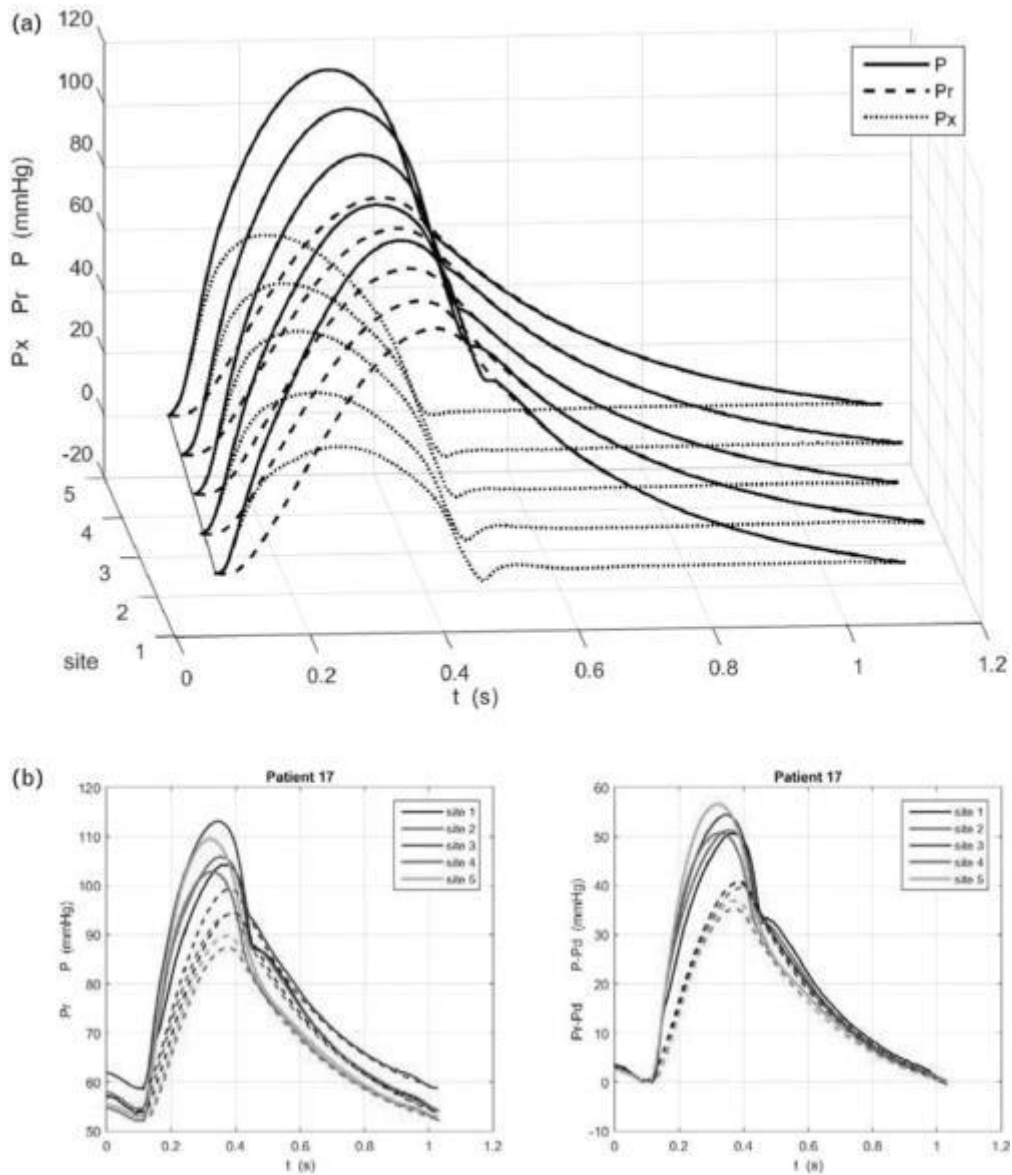 (a)
120
100
80
60
40
20
0
-20
Px Pr P (mmHg)
P
Pr
Px
5
4
3
2
1
site
0
0.2
0.4
0.6
0.8
1
1.2
t (s)
(b)
Patient 17
120
110
100
90
80
70
60
50
Pr P (mmHg)
site 1
site 2
site 3
site 4
site 5
0 0.2 0.4 0.6 0.8 1 1.2
t (s)
Patient 17
60
50
40
30
20
10
0
-10
Pr-Pd P-Pd (mmHg)
site 1
site 2
site 3
site 4
site 5
0 0.2 0.4 0.6 0.8 1 1.2
t (s)